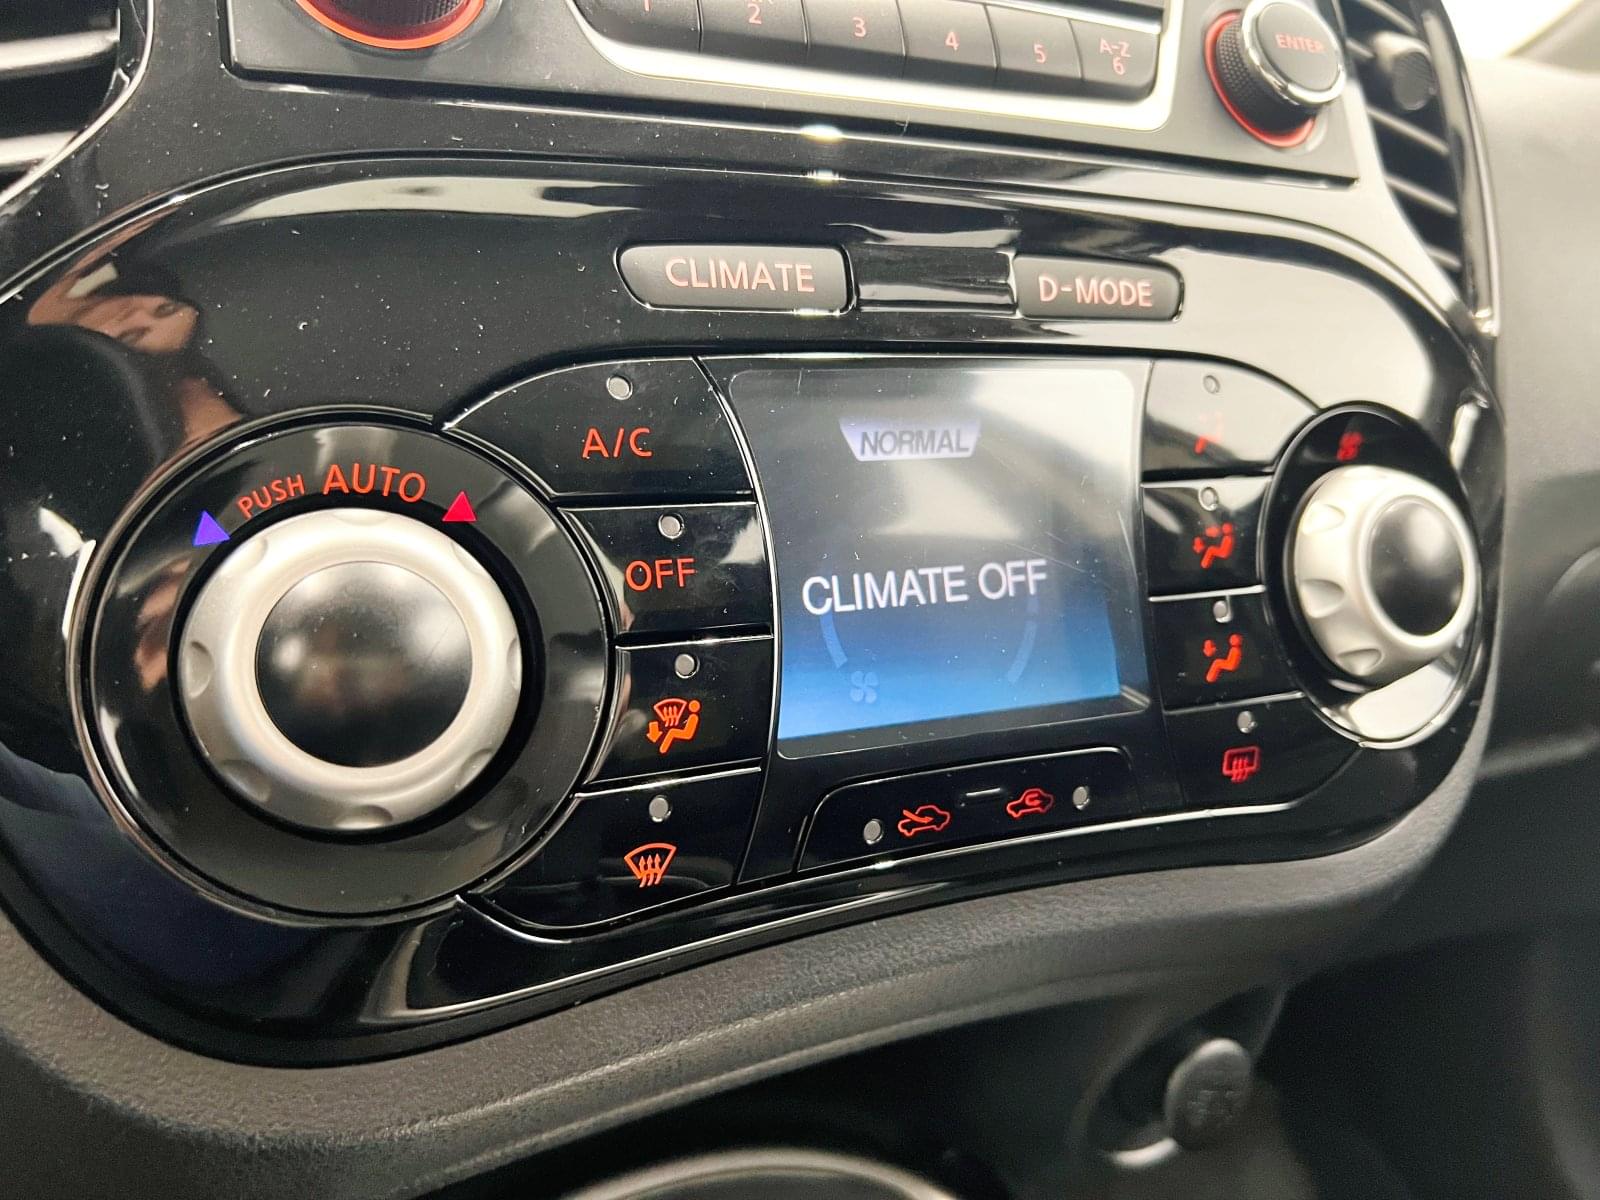 1 2 3 4 5 A-Z 6
ENTER
CLIMATE
D-MODE
A/C
NORMAL
PUSH AUTO
OFF
CLIMATE OFF